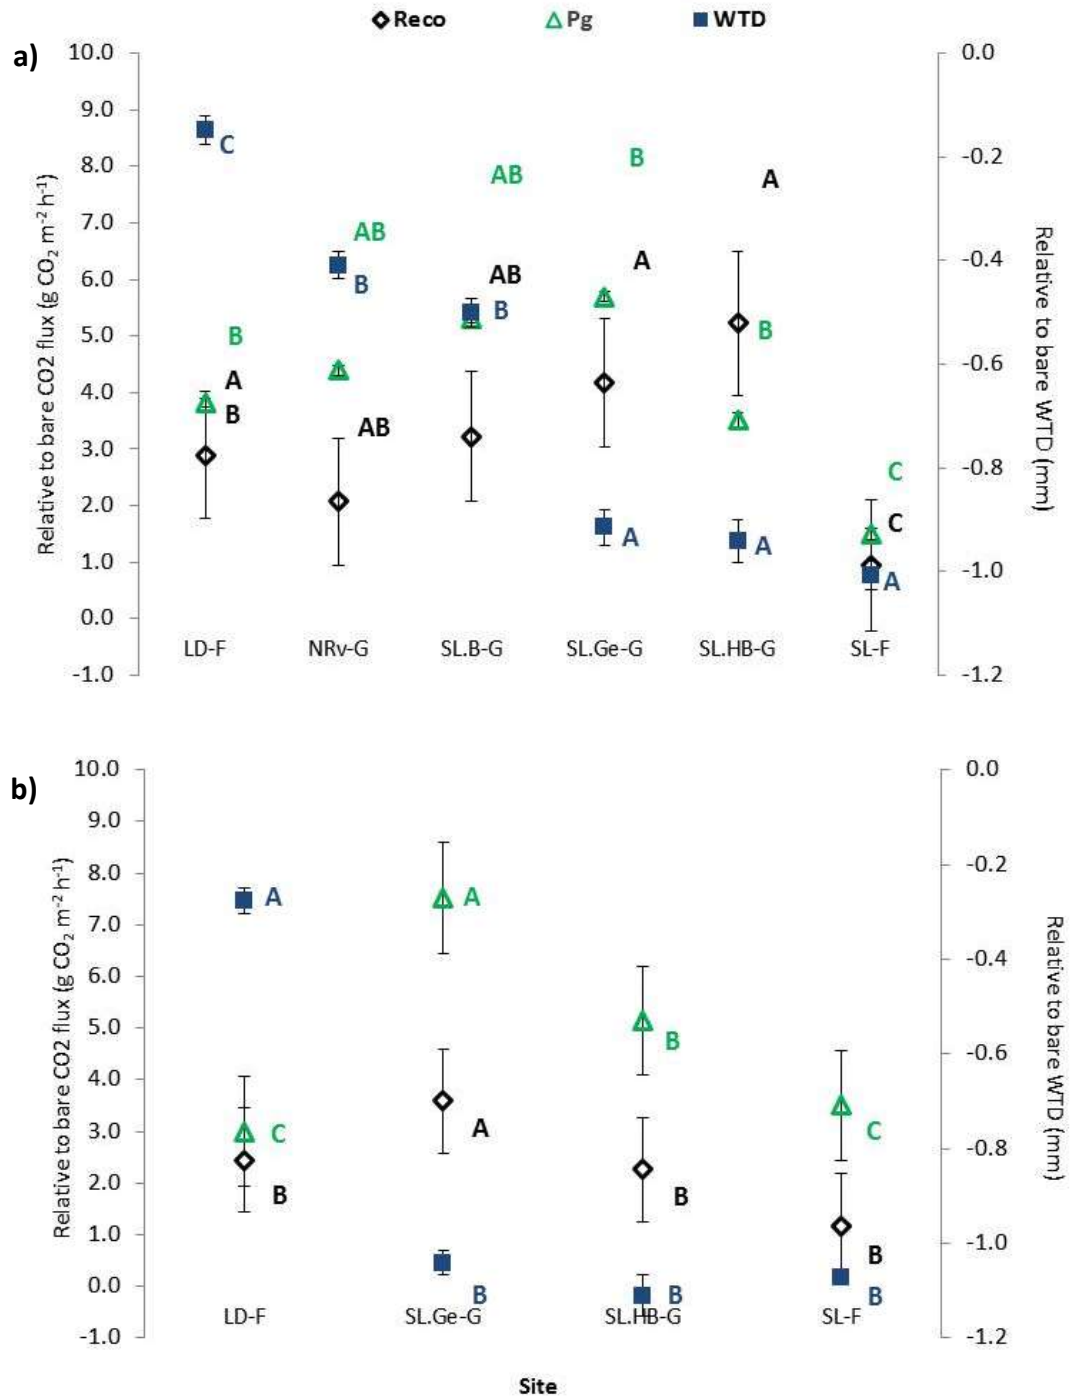 Reco Pg WTD
a)
10.0
9.0
8.0
7.0
6.0
5.0
4.0
3.0
2.0
1.0
0.0
-1.0
Relative to bare CO2 flux (g CO₂ m⁻² h⁻¹)
C
B
A
B
AB
B
AB
AB
AB
B
B
A
A
A
B
A
C
C
A
LD-F NRv-G SL.B-G SL.Ge-G SL.HB-G SL-F
0.0
-0.2
-0.4
-0.6
-0.8
-1.0
-1.2
Relative to bare WTD (mm)
b)
10.0
9.0
8.0
7.0
6.0
5.0
4.0
3.0
2.0
1.0
0.0
-1.0
Relative to bare CO2 flux (g CO₂ m⁻² h⁻¹)
A
C
B
A
A
B
B
B
B
C
B
B
LD-F SL.Ge-G SL.HB-G SL-F
0.0
-0.2
-0.4
-0.6
-0.8
-1.0
-1.2
Relative to bare WTD (mm)
Site